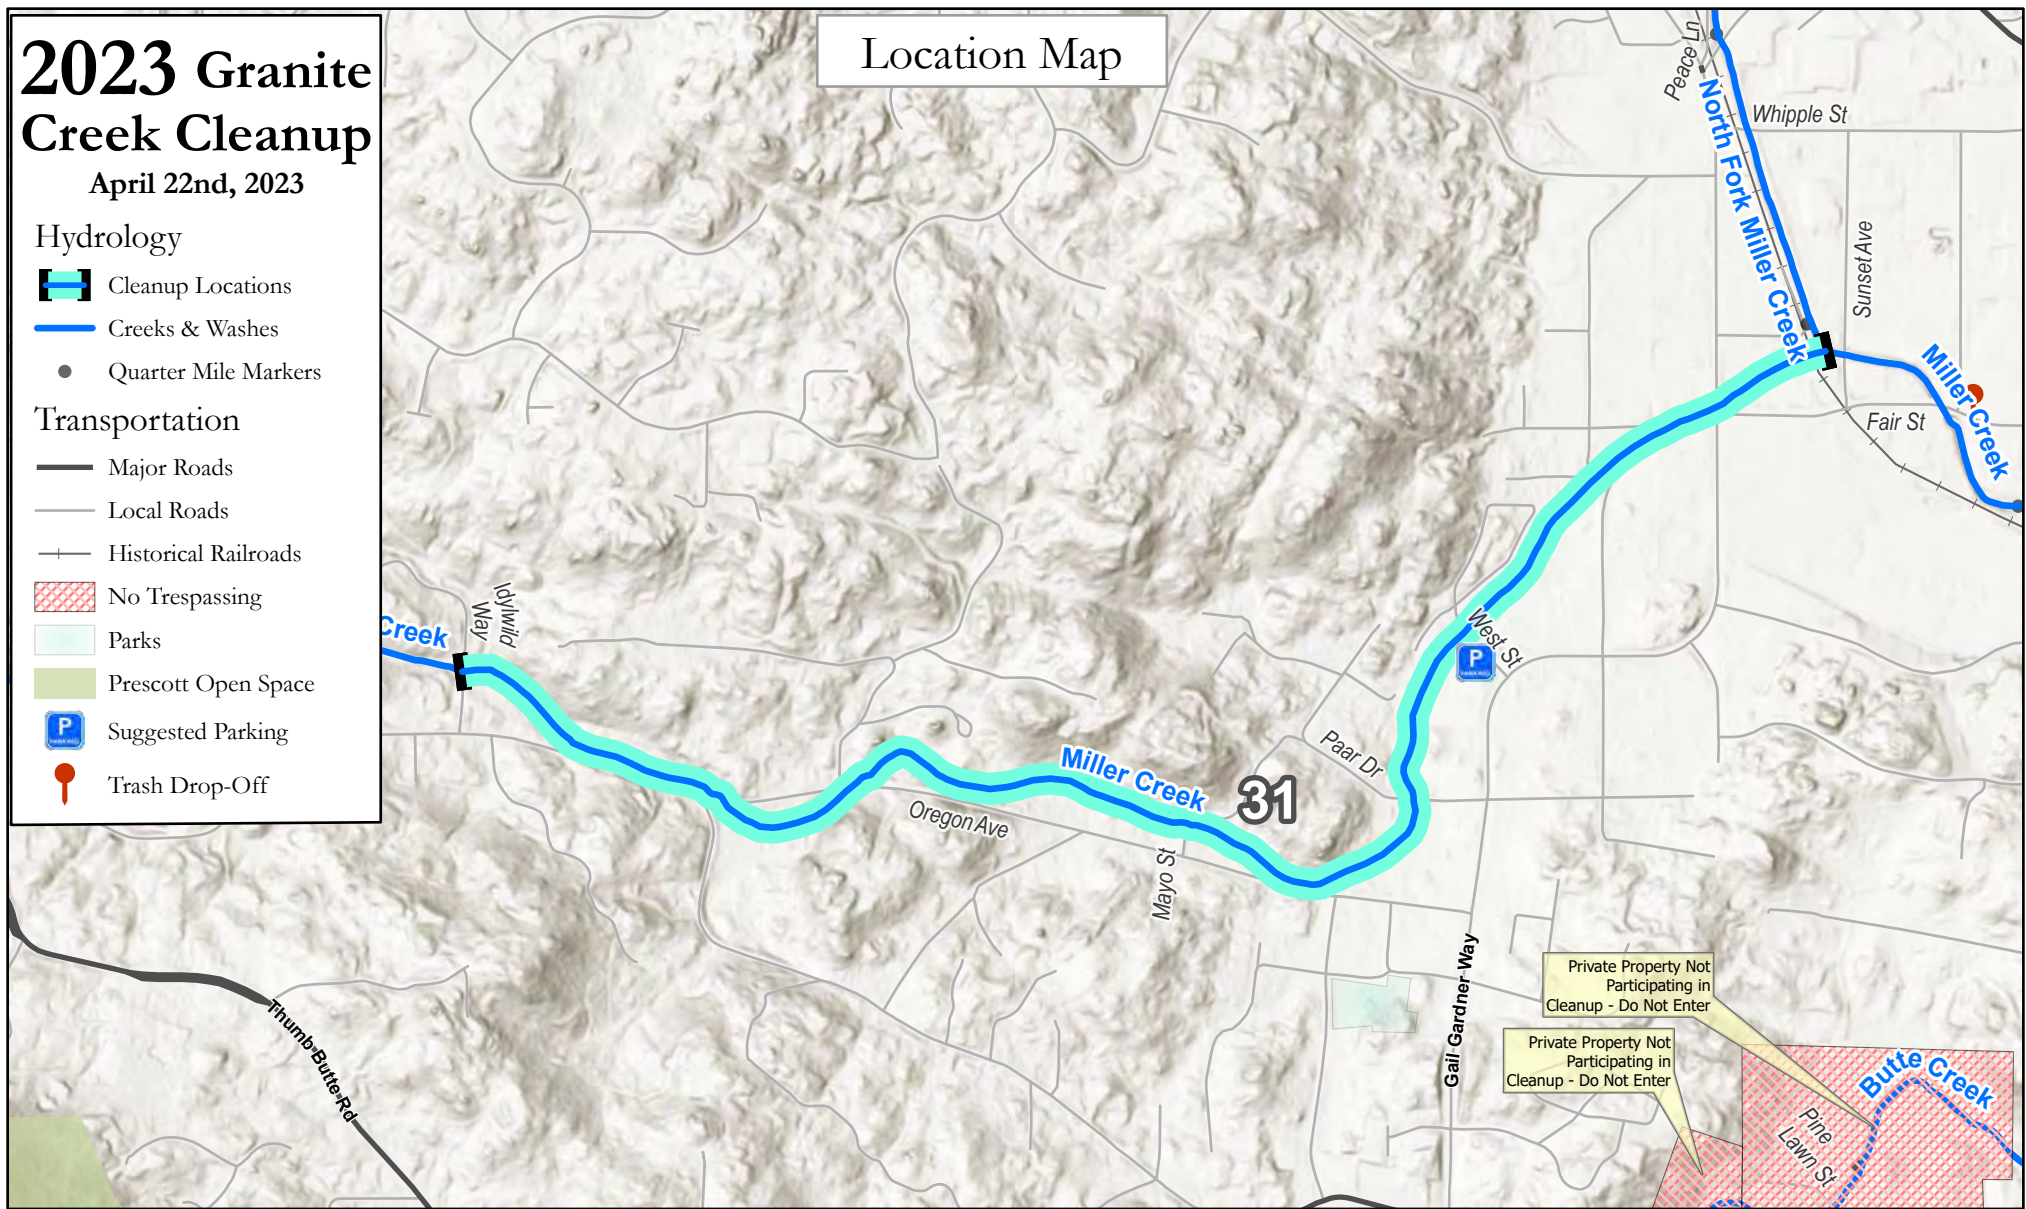 2023 Granite
Creek Cleanup
April 22nd, 2023
Hydrology
Cleanup Locations
Creeks & Washes
Quarter Mile Markers
Transportation
Major Roads
Local Roads
Historical Railroads
No Trespassing
Parks
Prescott Open Space
P
Suggested Parking
Trash Drop-Off
Location Map
Peace Ln
Whipple St
North Fork Miller Creek
Sunset Ave
Miller Creek
Fair St
Idylwild
Way
Creek
West St
P
Paar Dr
Miller Creek
31
Oregon Ave
Mayo St
Gail Gardner Way
Thumb Butte Rd
Private Property Not
Participating in
Cleanup - Do Not Enter
Private Property Not
Participating in
Cleanup - Do Not Enter
Butte Creek
Pine
Lawn St